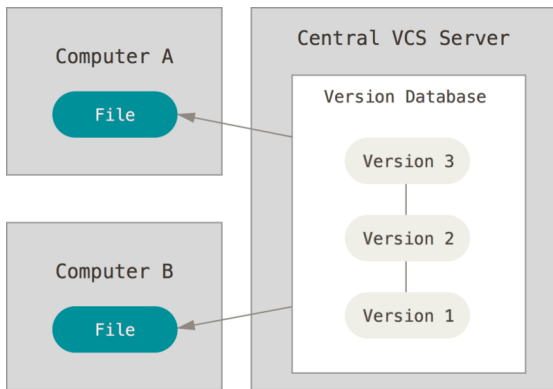 Computer A
File
Computer B
File
Central VCS Server
Version Database
Version 3
Version 2
Version 1